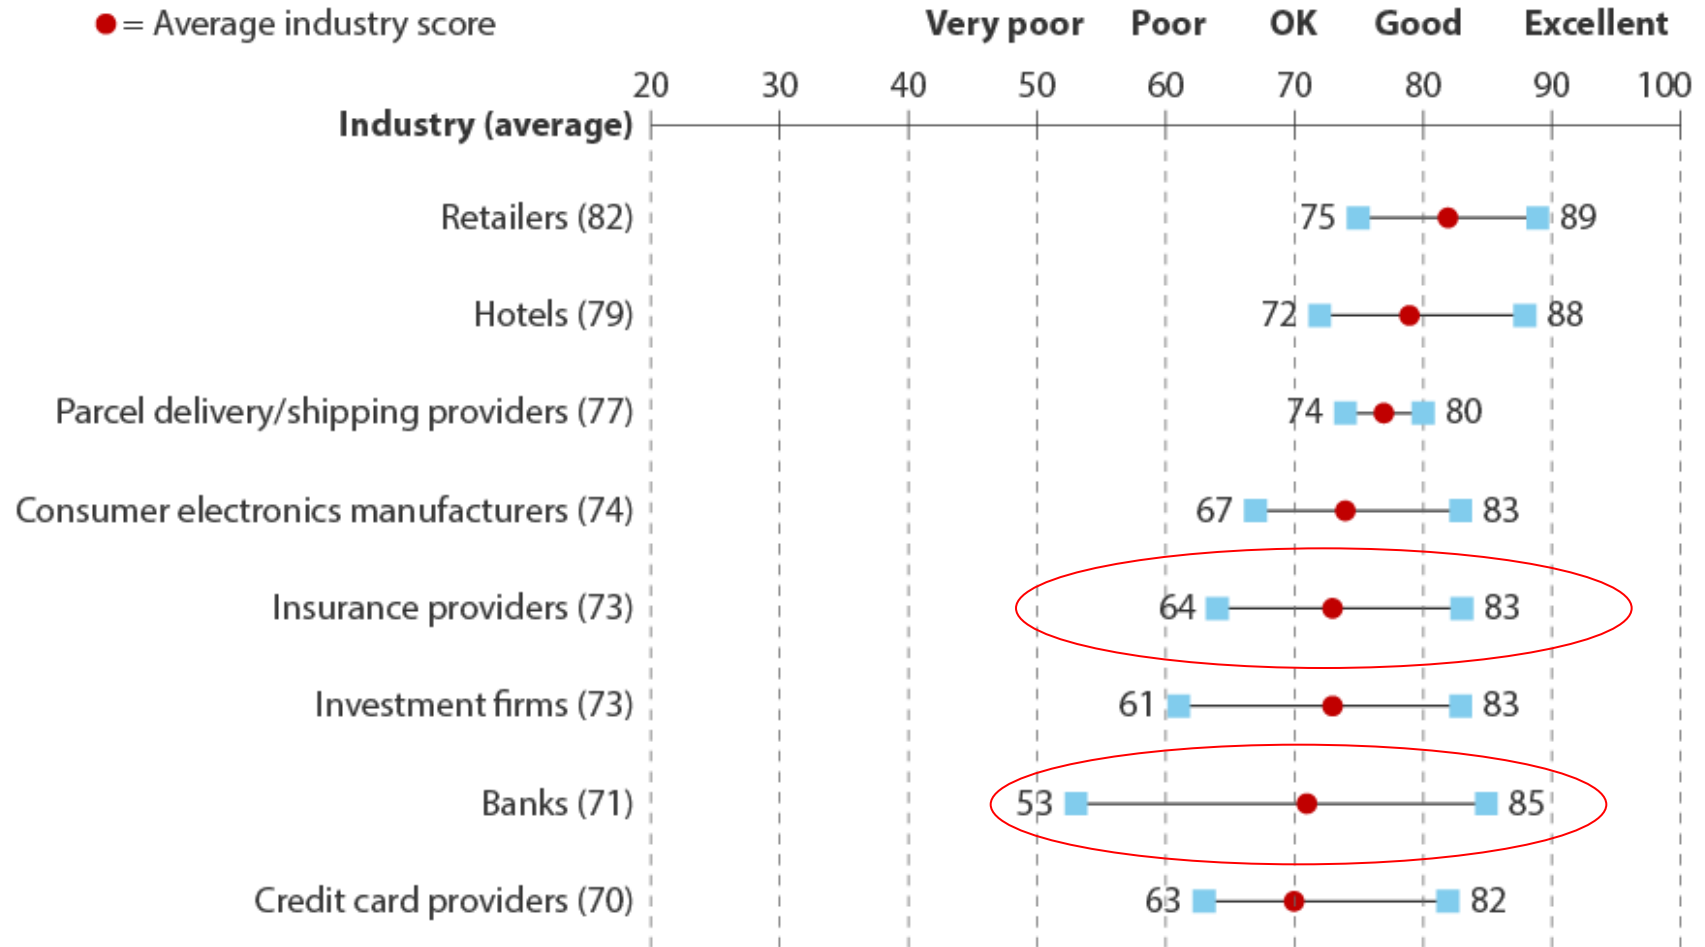 = Average industry score Very poor Poor OK Good Excellent
20 30 40 50 60 70 80 90 100
Industry (average)
Retailers (82) 75 89
Hotels (79) 72 88
Parcel delivery/shipping providers (77) 74 80
Consumer electronics manufacturers (74) 67 83
Insurance providers (73) 64 83
Investment firms (73) 61 83
Banks (71) 53 85
Credit card providers (70) 63 82